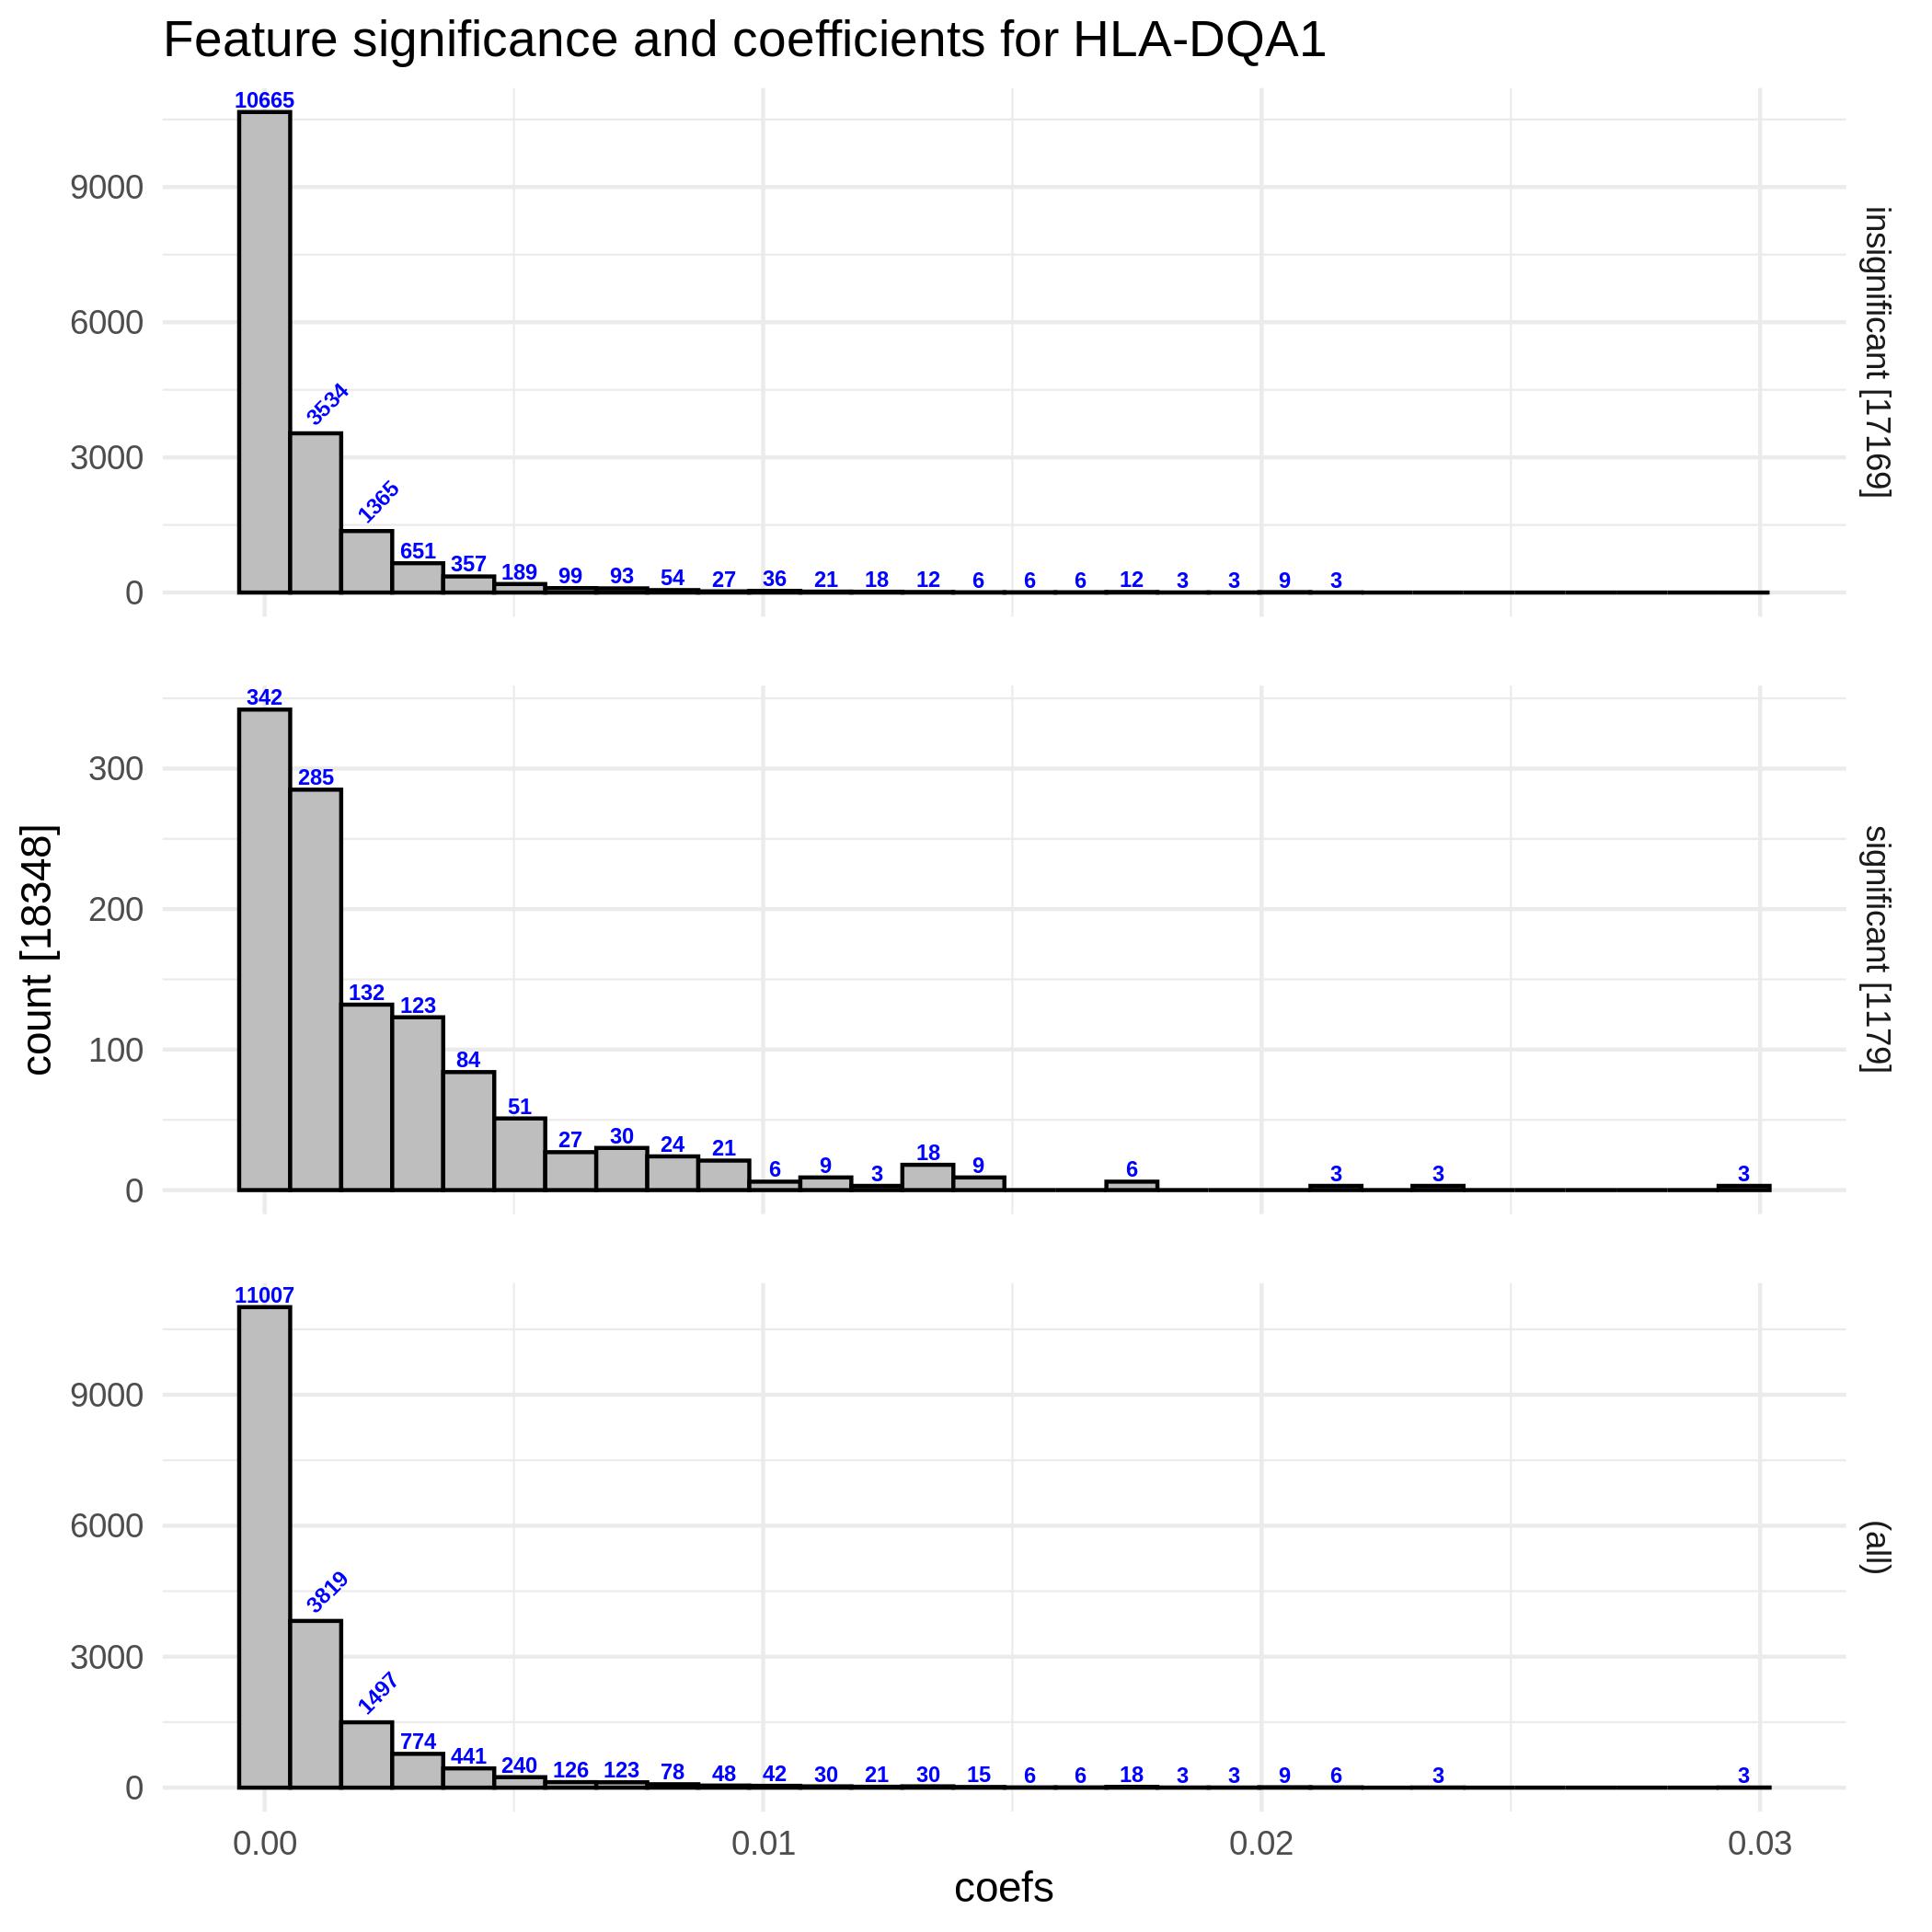 Feature significance and coefficients for HLA-DQA1
count [18348]
10665
3534
1365
651 357 189 99 93 54 27 36 21 18 12 6 6 6 12 3 3 9 3
9000
6000
3000
0
insignificant [17169]
342
285
132 123
84
51
27 30 24 21 6 9 3 18 9 6 3 3 3
300
200
100
0
significant [1179]
11007
3819
1497
774 441 240 126 123 78 48 42 30 21 30 15 6 6 18 3 3 9 6 3 3
9000
6000
3000
0
(all)
0.00 0.01 0.02 0.03
coefs